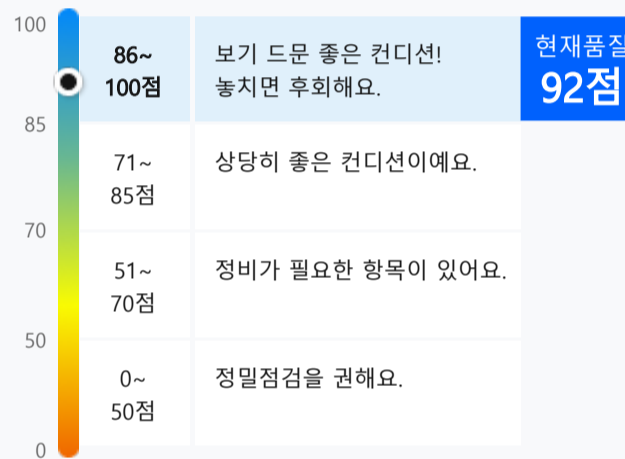 100
86~
100점
보기 드문 좋은 컨디션!
놓치면 후회해요.
현재품질
92점
85
71~
85점
상당히 좋은 컨디션이예요.
70
51~
70점
정비가 필요한 항목이 있어요.
50
0~
50점
정밀점검을 권해요.
0